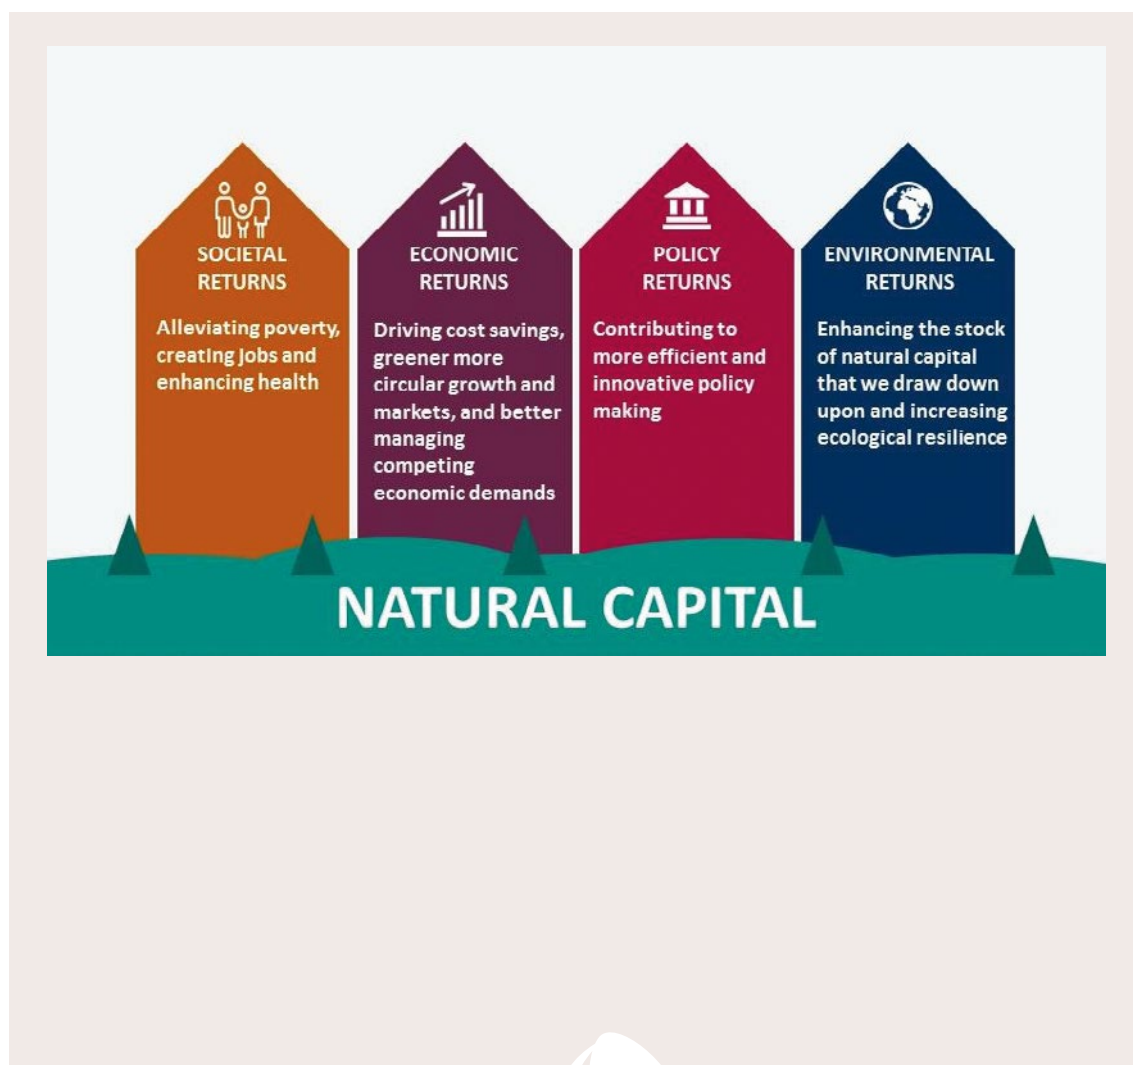 SOCIETAL
RETURNS
Alleviating poverty,
creating jobs and
enhancing health
ECONOMIC
RETURNS
Driving cost savings,
greener more
circular growth and
markets, and better
managing
competing
economic demands
POLICY
RETURNS
Contributing to
more efficient and
innovative policy
making
ENVIRONMENTAL
RETURNS
Enhancing the stock
of natural capital
that we draw down
upon and increasing
ecological resilience
NATURAL CAPITAL